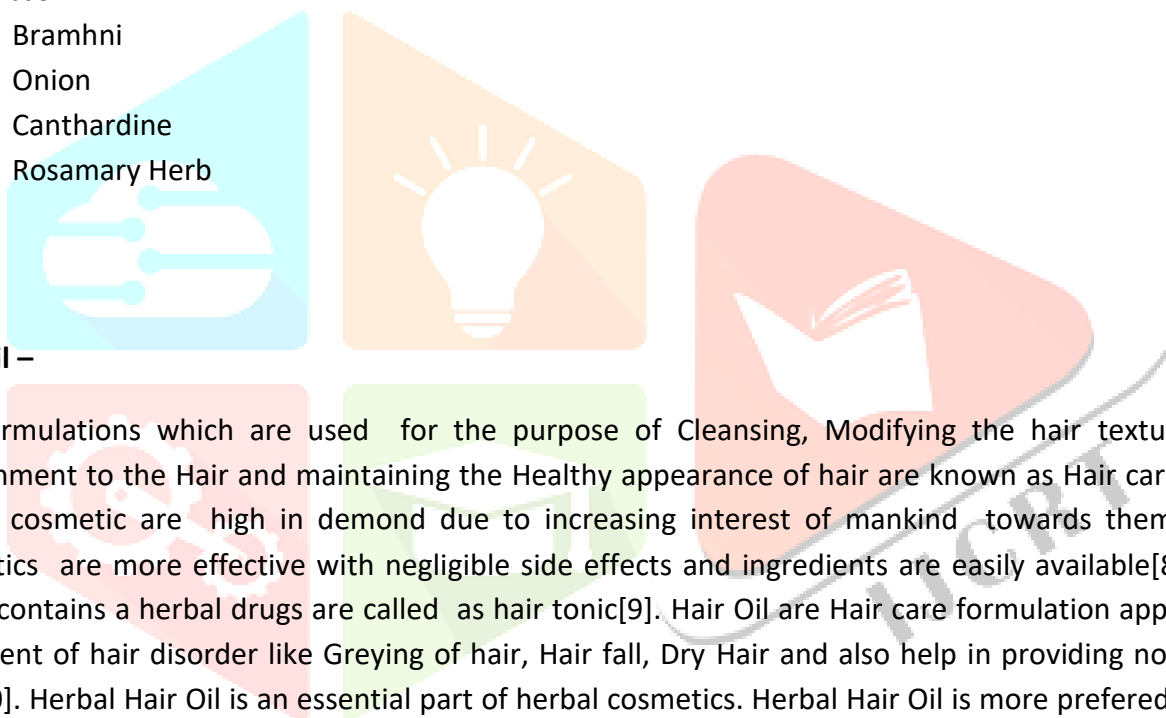 Bramhni
Onion
Canthardine
Rosamary Herb
il –
rmulations which are used for the purpose of Cleansing, Modifying the hair textu
nment to the Hair and maintaining the Healthy appearance of hair are known as Hair car
cosmetic are high in demond due to increasing interest of mankind towards them
tics are more effective with negligible side effects and ingredients are easily available[8
contains a herbal drugs are called as hair tonic[9]. Hair Oil are Hair care formulation app
ent of hair disorder like Greying of hair, Hair fall, Dry Hair and also help in providing no
0]. Herbal Hair Oil is an essential part of herbal cosmetics. Herbal Hair Oil is more prefered
IJCRT